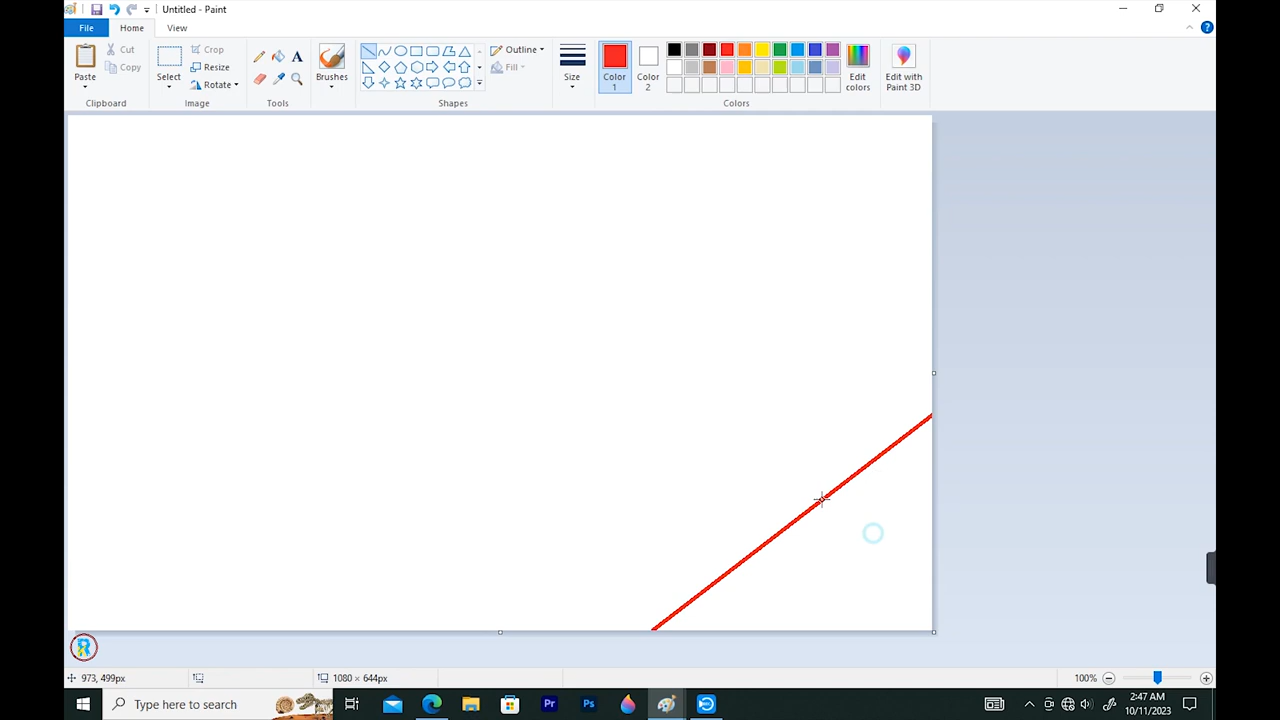 Untitled - Paint
File Home View
Cut
Copy
Paste
Clipboard
Crop
Resize
Rotate
Select
Image
A
Tools
Brushes
Shapes
Outline
Fill
Size
Color 1
Color 2
Colors
Edit colors
Edit with Paint 3D
R
973, 499px
1080 × 644px
100%
Type here to search
Pr
Ps
2:47 AM
10/11/2023